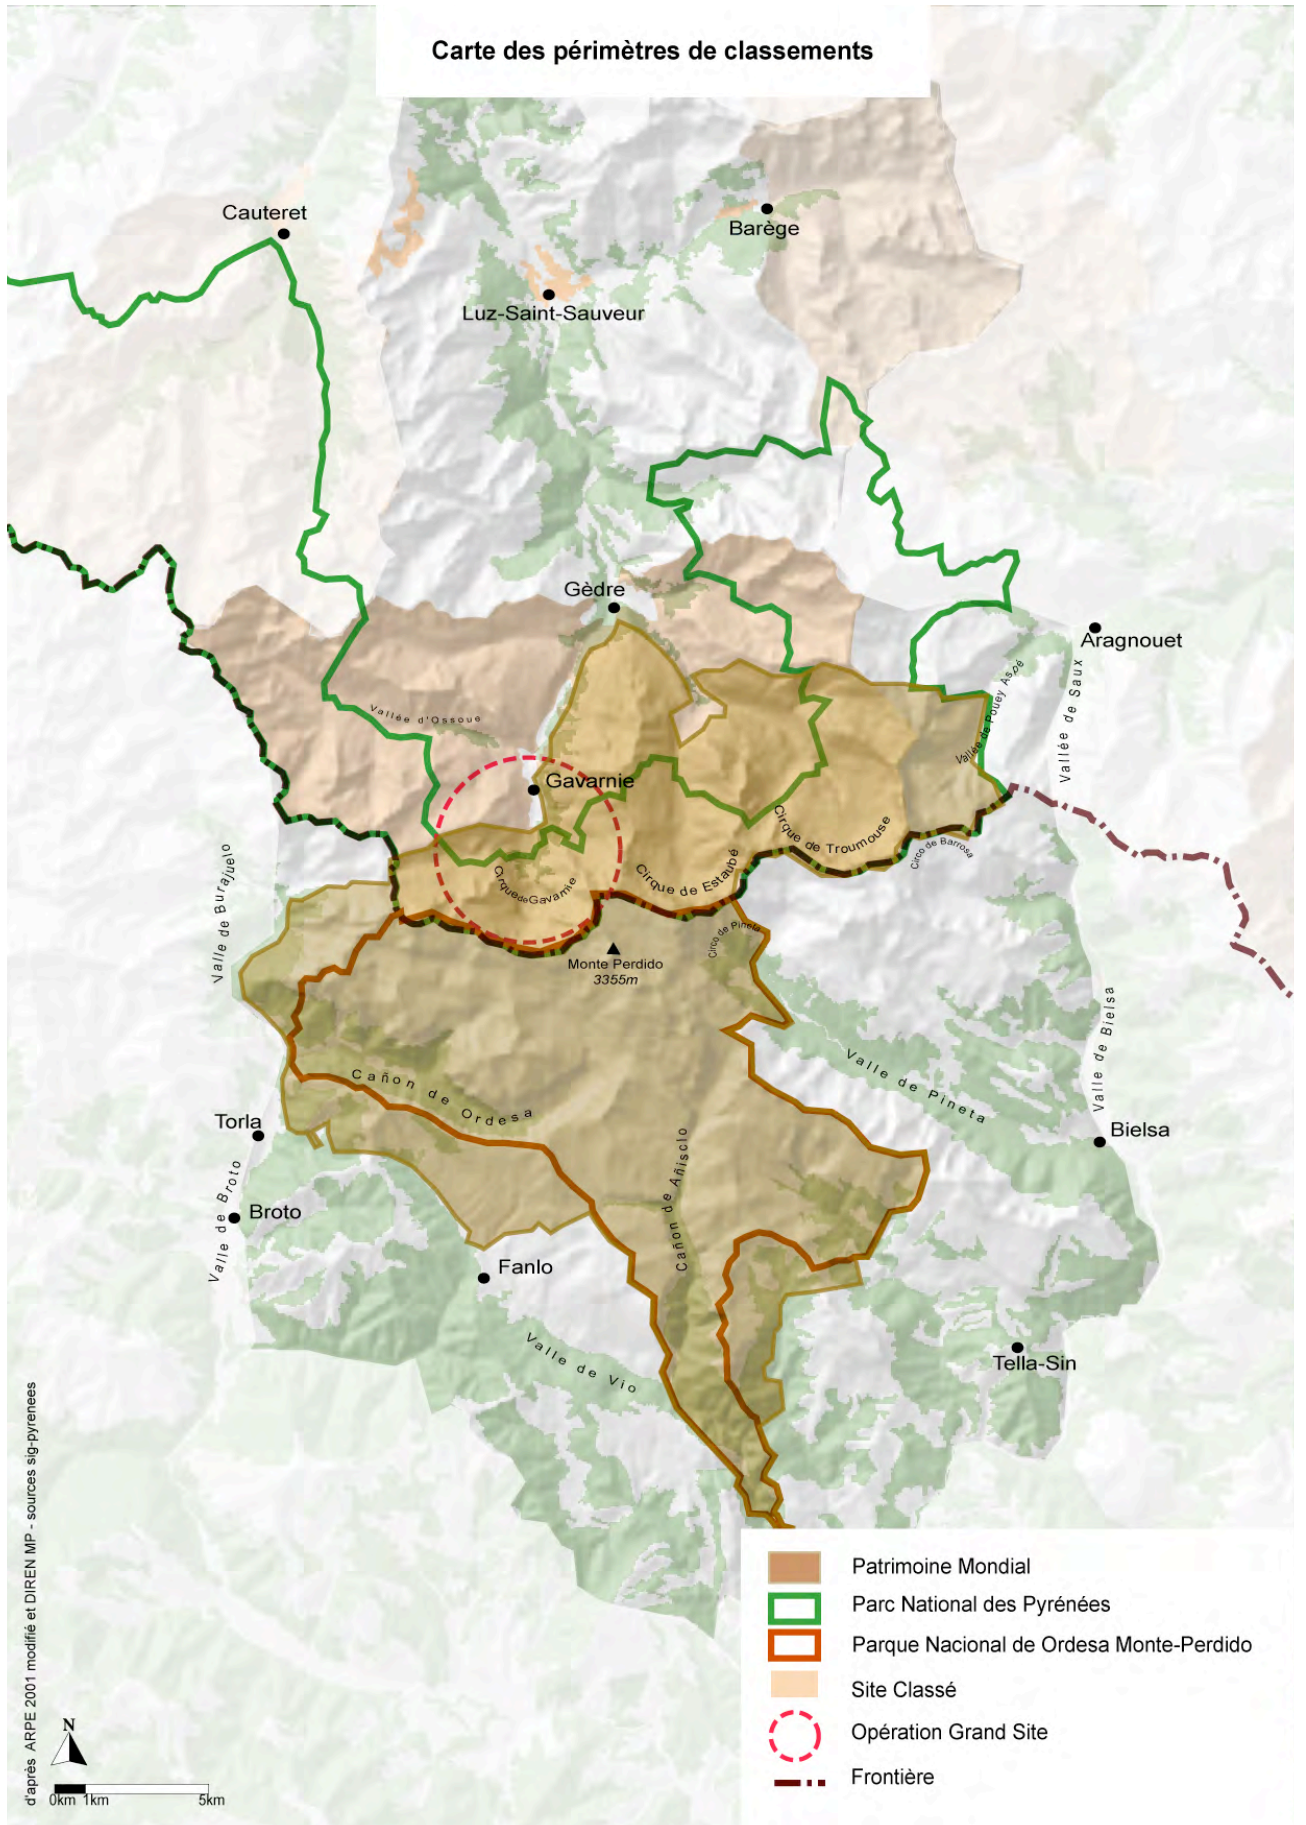 Carte des périmètres de classements
Cauteret
Barège
Luz-Saint-Sauveur
Gèdre
Aragnouet
Vallée de Pouey Aspé
Vallée de Saux
Vallée d'Ossoue
Gavarnie
Cirque de Troumouse
Circo de Barrosa
Cirque de Estaubé
Cirque de Gavarnie
Valle de Burajuelo
Circo de Pineta
Monte Perdido
3355m
Valle de Bielsa
Valle de Pineta
Cañon de Ordesa
Torla
Bielsa
Cañon de Añisclo
Valle de Broto
Broto
Fanlo
Valle de Vio
Tella-Sin
d'après ARPE 2001 modifié et DIREN MP - sources sig-pyrenees
Patrimoine Mondial
Parc National des Pyrénées
Parque Nacional de Ordesa Monte-Perdido
Site Classé
Opération Grand Site
Frontière
N
0km 1km 5km